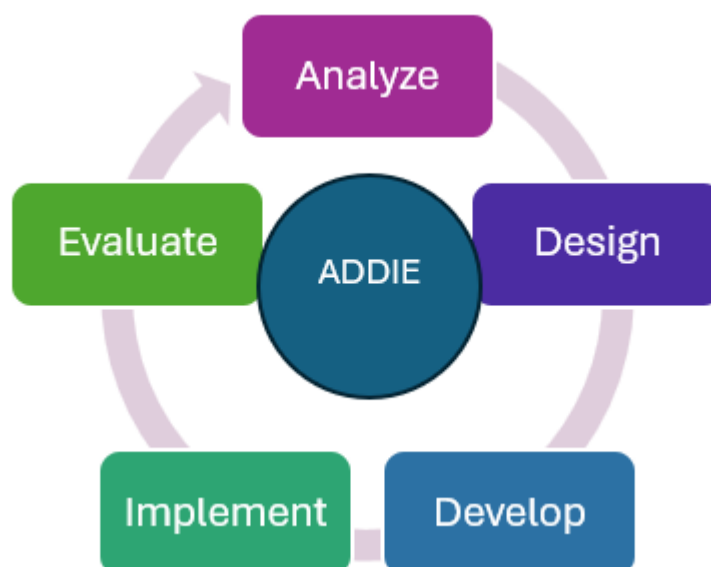 Analyze
Design
Develop
Implement
Evaluate
ADDIE